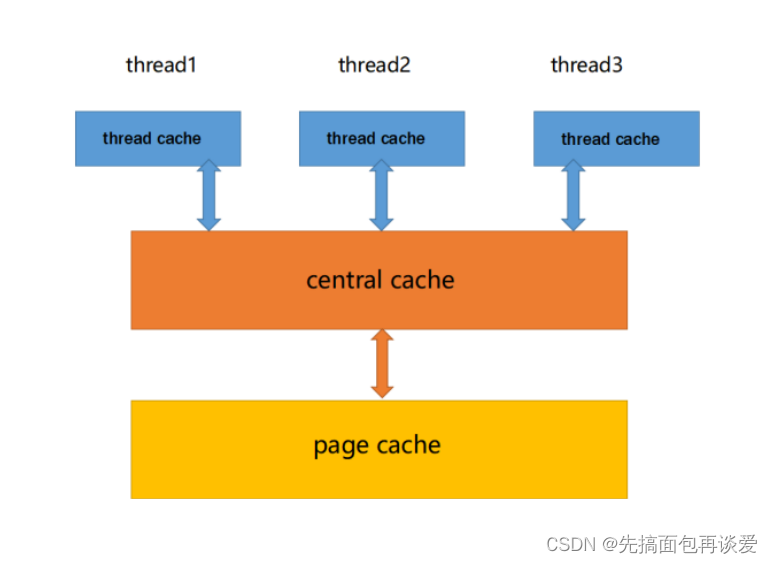 thread1 thread2 thread3
thread cache thread cache thread cache
central cache
page cache
CSDN @先搞面包再谈爱